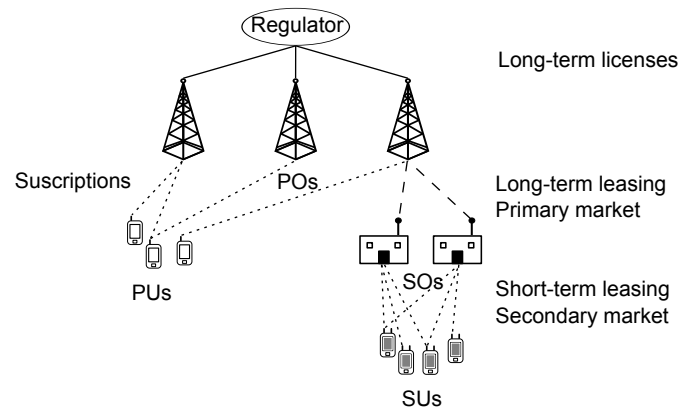 Regulator
Long-term licenses
Suscriptions
POs
Long-term leasing
Primary market
PUs
SOs
Short-term leasing
Secondary market
SUs